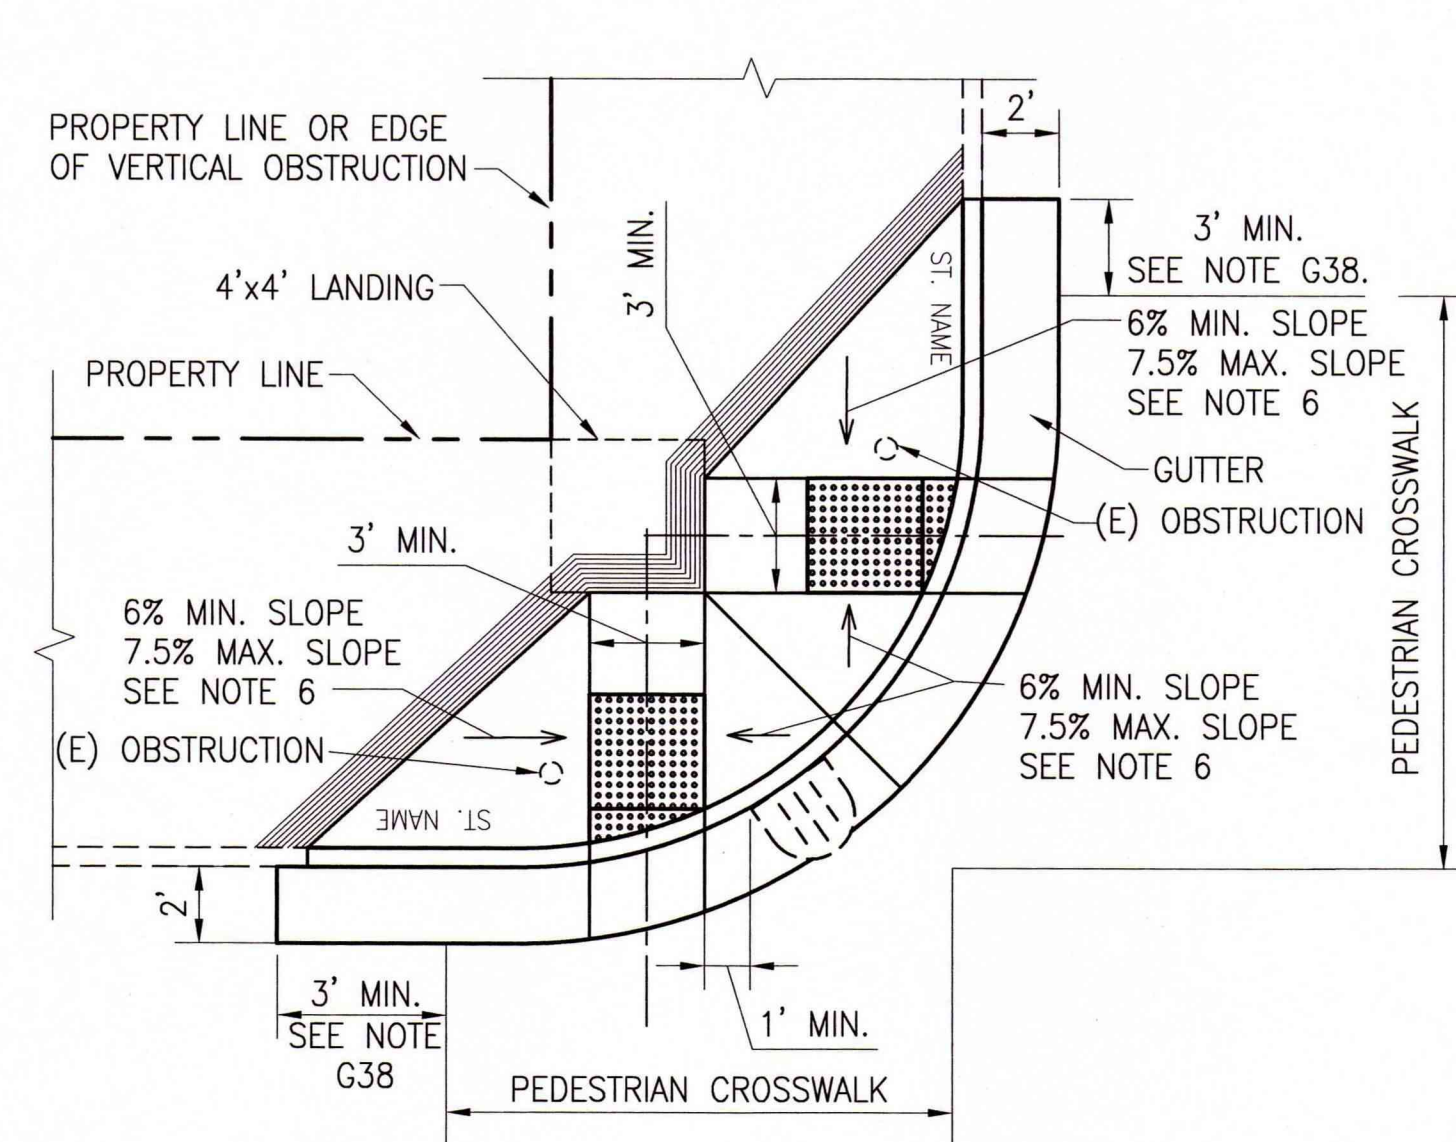 PROPERTY LINE OR EDGE
OF VERTICAL OBSTRUCTION
2'
3' MIN.
3' MIN.
SEE NOTE G38.
4'x4' LANDING
ST. NAME
6% MIN. SLOPE
7.5% MAX. SLOPE
SEE NOTE 6
PROPERTY LINE
GUTTER
(E) OBSTRUCTION
PEDESTRIAN CROSSWALK
3' MIN.
6% MIN. SLOPE
7.5% MAX. SLOPE
SEE NOTE 6
(E) OBSTRUCTION
6% MIN. SLOPE
7.5% MAX. SLOPE
SEE NOTE 6
ST. NAME
2'
3' MIN.
SEE NOTE
G38
1' MIN.
PEDESTRIAN CROSSWALK